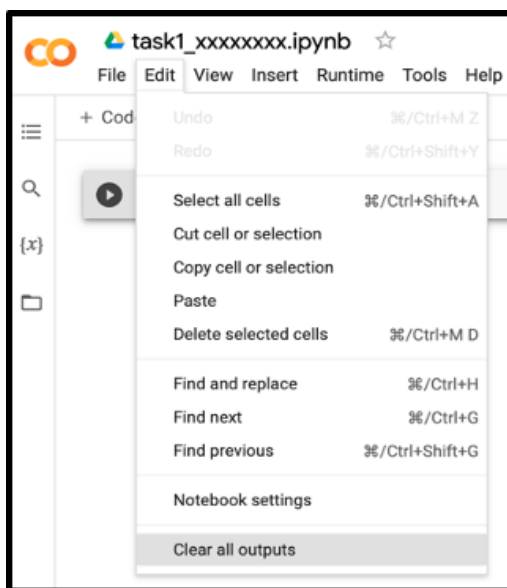 task1_xxxxxxxx.ipynb
File Edit View Insert Runtime Tools Help
+ Cod
Undo ⌘/Ctrl+M Z
Redo ⌘/Ctrl+Shift+Y
Select all cells ⌘/Ctrl+Shift+A
Cut cell or selection
{x}
Copy cell or selection
Paste
Delete selected cells ⌘/Ctrl+M D
Find and replace ⌘/Ctrl+H
Find next ⌘/Ctrl+G
Find previous ⌘/Ctrl+Shift+G
Notebook settings
Clear all outputs